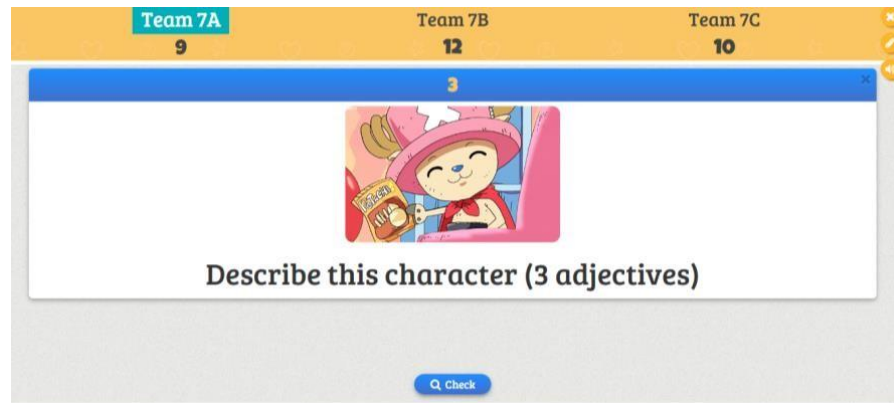 Team 7A
Team 7B
Team 7C
9
12
10
3
Describe this character (3 adjectives)
Check